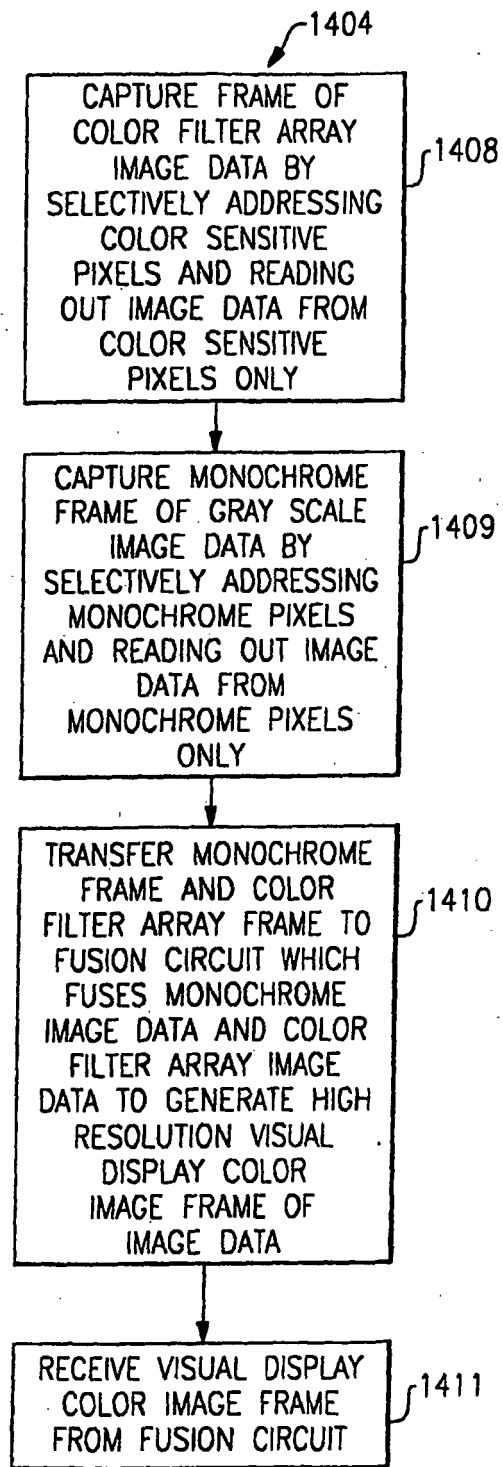 1404
CAPTURE FRAME OF
COLOR FILTER ARRAY
IMAGE DATA BY
SELECTIVELY ADDRESSING
COLOR SENSITIVE
PIXELS AND READING
OUT IMAGE DATA FROM
COLOR SENSITIVE
PIXELS ONLY
1408
CAPTURE MONOCHROME
FRAME OF GRAY SCALE
IMAGE DATA BY
SELECTIVELY ADDRESSING
MONOCHROME PIXELS
AND READING OUT IMAGE
DATA FROM
MONOCHROME PIXELS
ONLY
1409
TRANSFER MONOCHROME
FRAME AND COLOR
FILTER ARRAY FRAME TO
FUSION CIRCUIT WHICH
FUSES MONOCHROME
IMAGE DATA AND COLOR
FILTER ARRAY IMAGE
DATA TO GENERATE HIGH
RESOLUTION VISUAL
DISPLAY COLOR
IMAGE FRAME OF
IMAGE DATA
1410
RECEIVE VISUAL DISPLAY
COLOR IMAGE FRAME
FROM FUSION CIRCUIT
1411